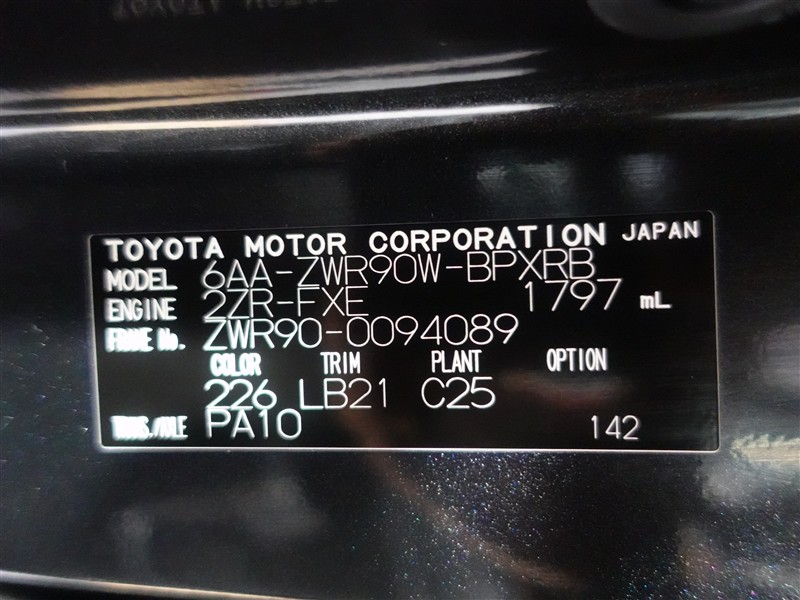 TOYOTA MOTOR CORPORATION JAPAN
MODEL 6AA-ZWR90W-BPXRB
ENGINE 2ZR-FXE 1797 mL
FRAME No. ZWR90-0094089
COLOR TRIM PLANT OPTION
226 LB21 C25
TRANS./AXLE PA10 142